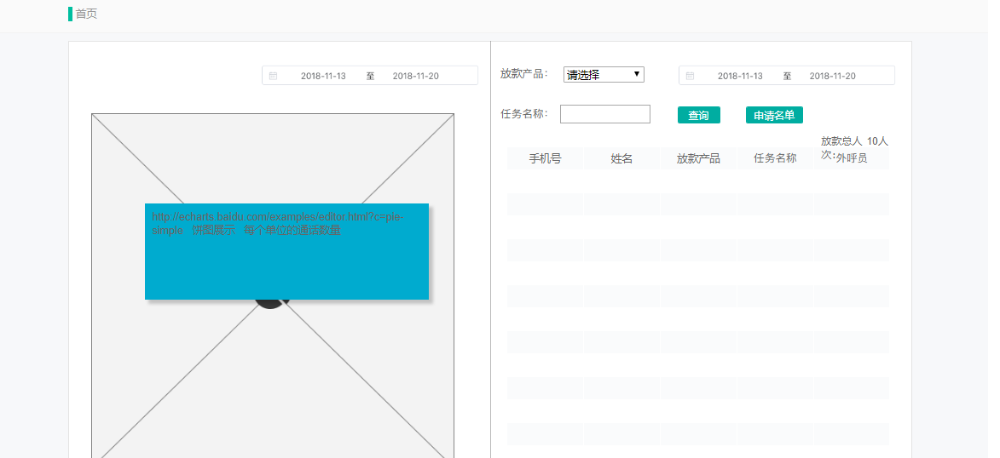 首页
2018-11-13 至 2018-11-20
http://echarts.baidu.com/examples/editor.html?c=pie-
simple 饼图展示 每个单位的通话数量
放款产品： 请选择 2018-11-13 至 2018-11-20
任务名称： 查询 申请名单
放款总人 10人
次：
手机号 姓名 放款产品 任务名称 外呼员